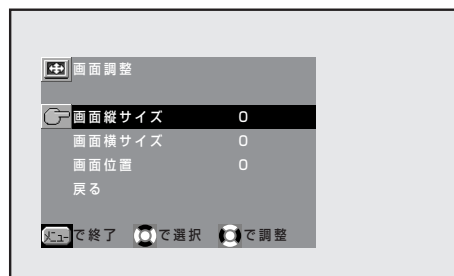 画面調整
画面縦サイズ 0
画面横サイズ 0
画面位置 0
戻る
メニューで終了 で選択 で調整